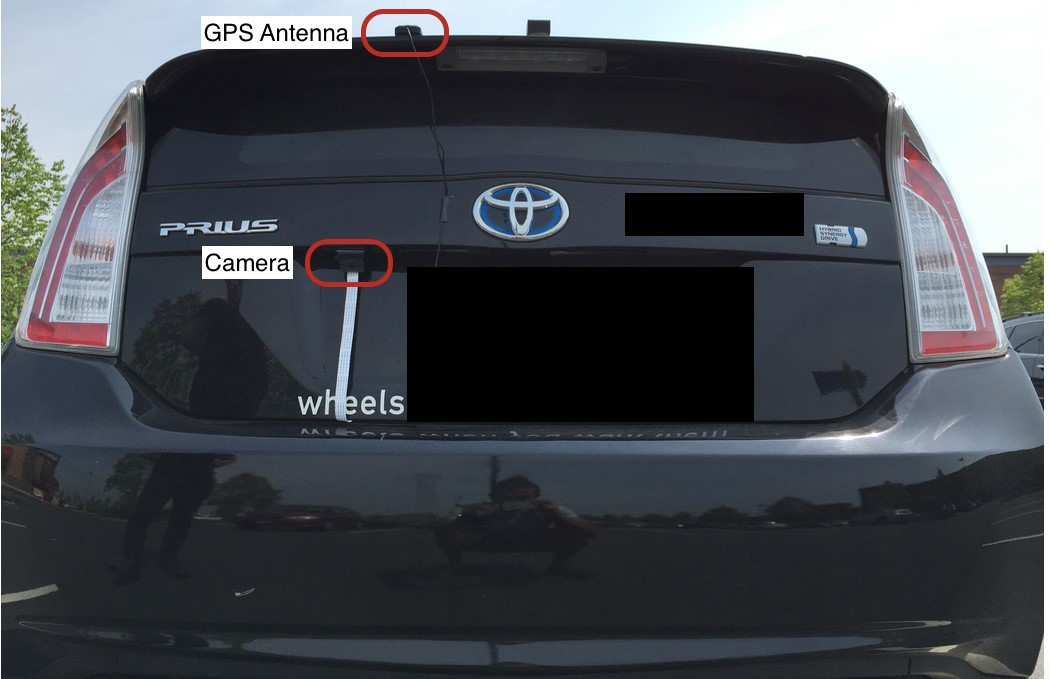 GPS Antenna
PRIUS
HYBRID
SYNERGY
DRIVE
Camera
wheels